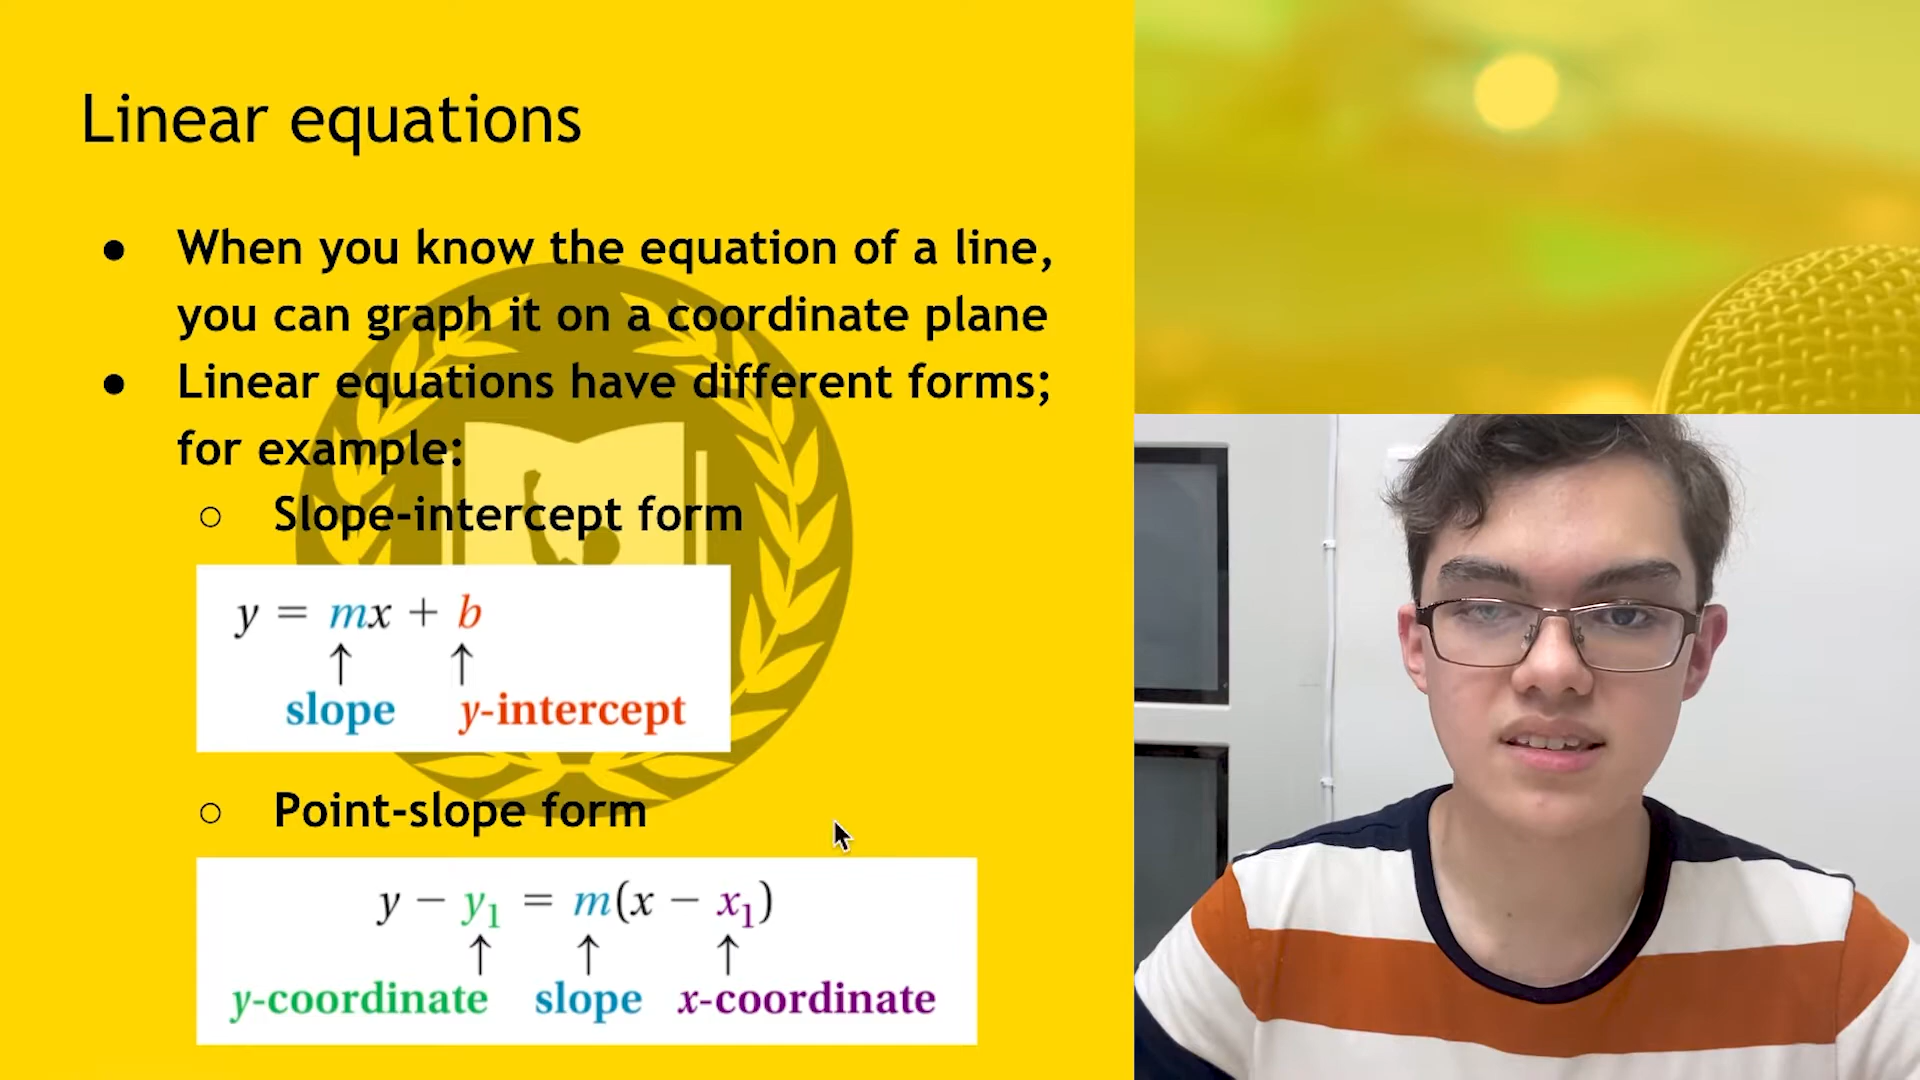 Linear equations
● When you know the equation of a line,
you can graph it on a coordinate plane
● Linear equations have different forms;
for example:
○ Slope-intercept form
y = mx + b
↑ ↑
slope y-intercept
○ Point-slope form
y − y₁ = m(x − x₁)
↑ ↑ ↑
y-coordinate slope x-coordinate